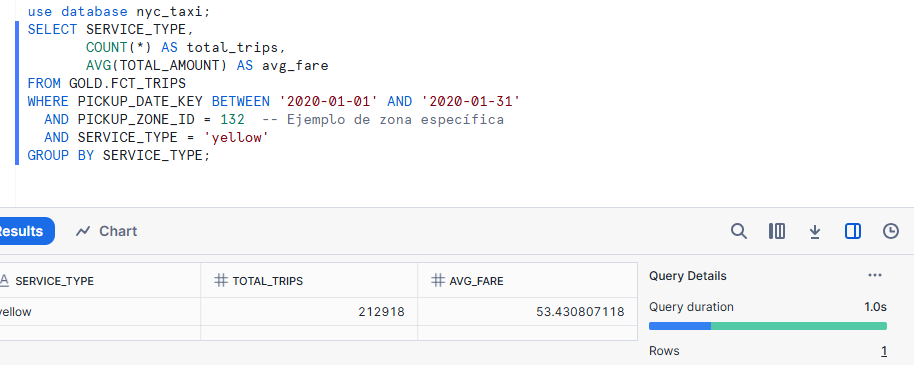 use database nyc_taxi;
SELECT SERVICE_TYPE,
COUNT(*) AS total_trips,
AVG(TOTAL_AMOUNT) AS avg_fare
FROM GOLD.FCT_TRIPS
WHERE PICKUP_DATE_KEY BETWEEN '2020-01-01' AND '2020-01-31'
AND PICKUP_ZONE_ID = 132 -- Ejemplo de zona específica
AND SERVICE_TYPE = 'yellow'
GROUP BY SERVICE_TYPE;
Results Chart
A SERVICE_TYPE # TOTAL_TRIPS # AVG_FARE
yellow 212918 53.430807118
Query Details ...
Query duration 1.0s
Rows 1